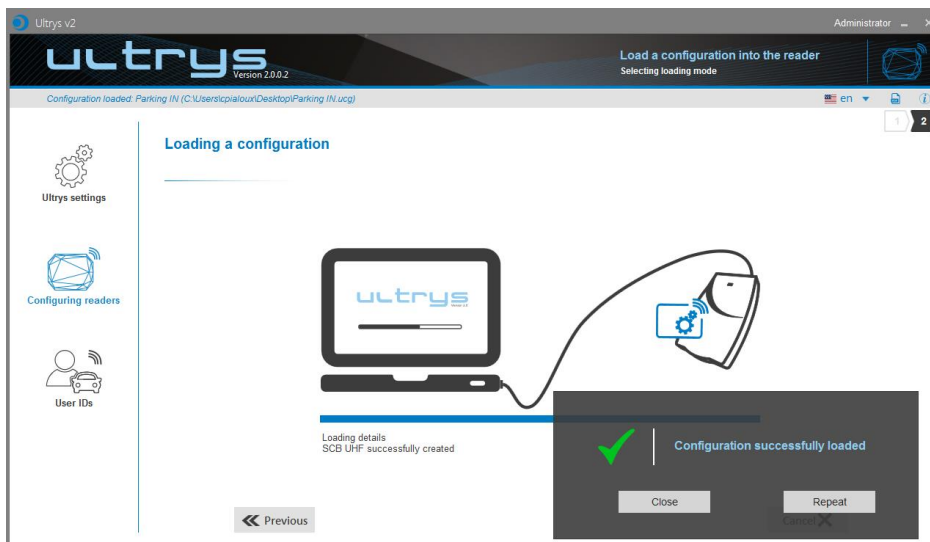 Ultrys v2
Administrator
ultrys
Version 2.0.0.2
Load a configuration into the reader
Selecting loading mode
Configuration loaded: Parking IN (C:\Users\cpialoux\Desktop\Parking IN.ucg)
en
1
2
Loading a configuration
Ultrys settings
Configuring readers
User IDs
ultrys
Loading details
SCB UHF successfully created
Configuration successfully loaded
Close
Repeat
Previous
Cancel